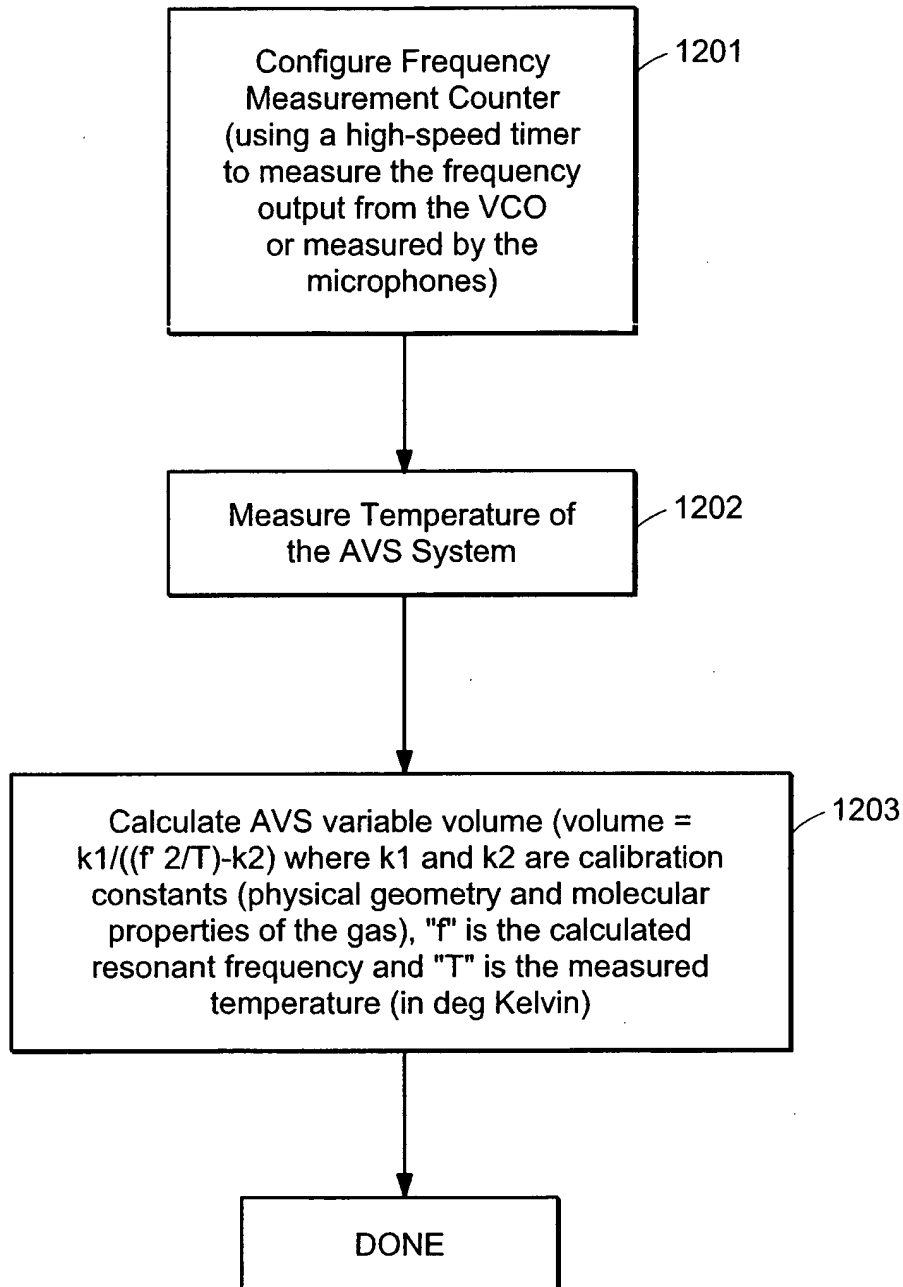 Configure Frequency
Measurement Counter
(using a high-speed timer
to measure the frequency
output from the VCO
or measured by the
microphones)
1201
Measure Temperature of
the AVS System
1202
Calculate AVS variable volume (volume =
k1/((f' 2/T)-k2) where k1 and k2 are calibration
constants (physical geometry and molecular
properties of the gas), "f" is the calculated
resonant frequency and "T" is the measured
temperature (in deg Kelvin)
1203
DONE